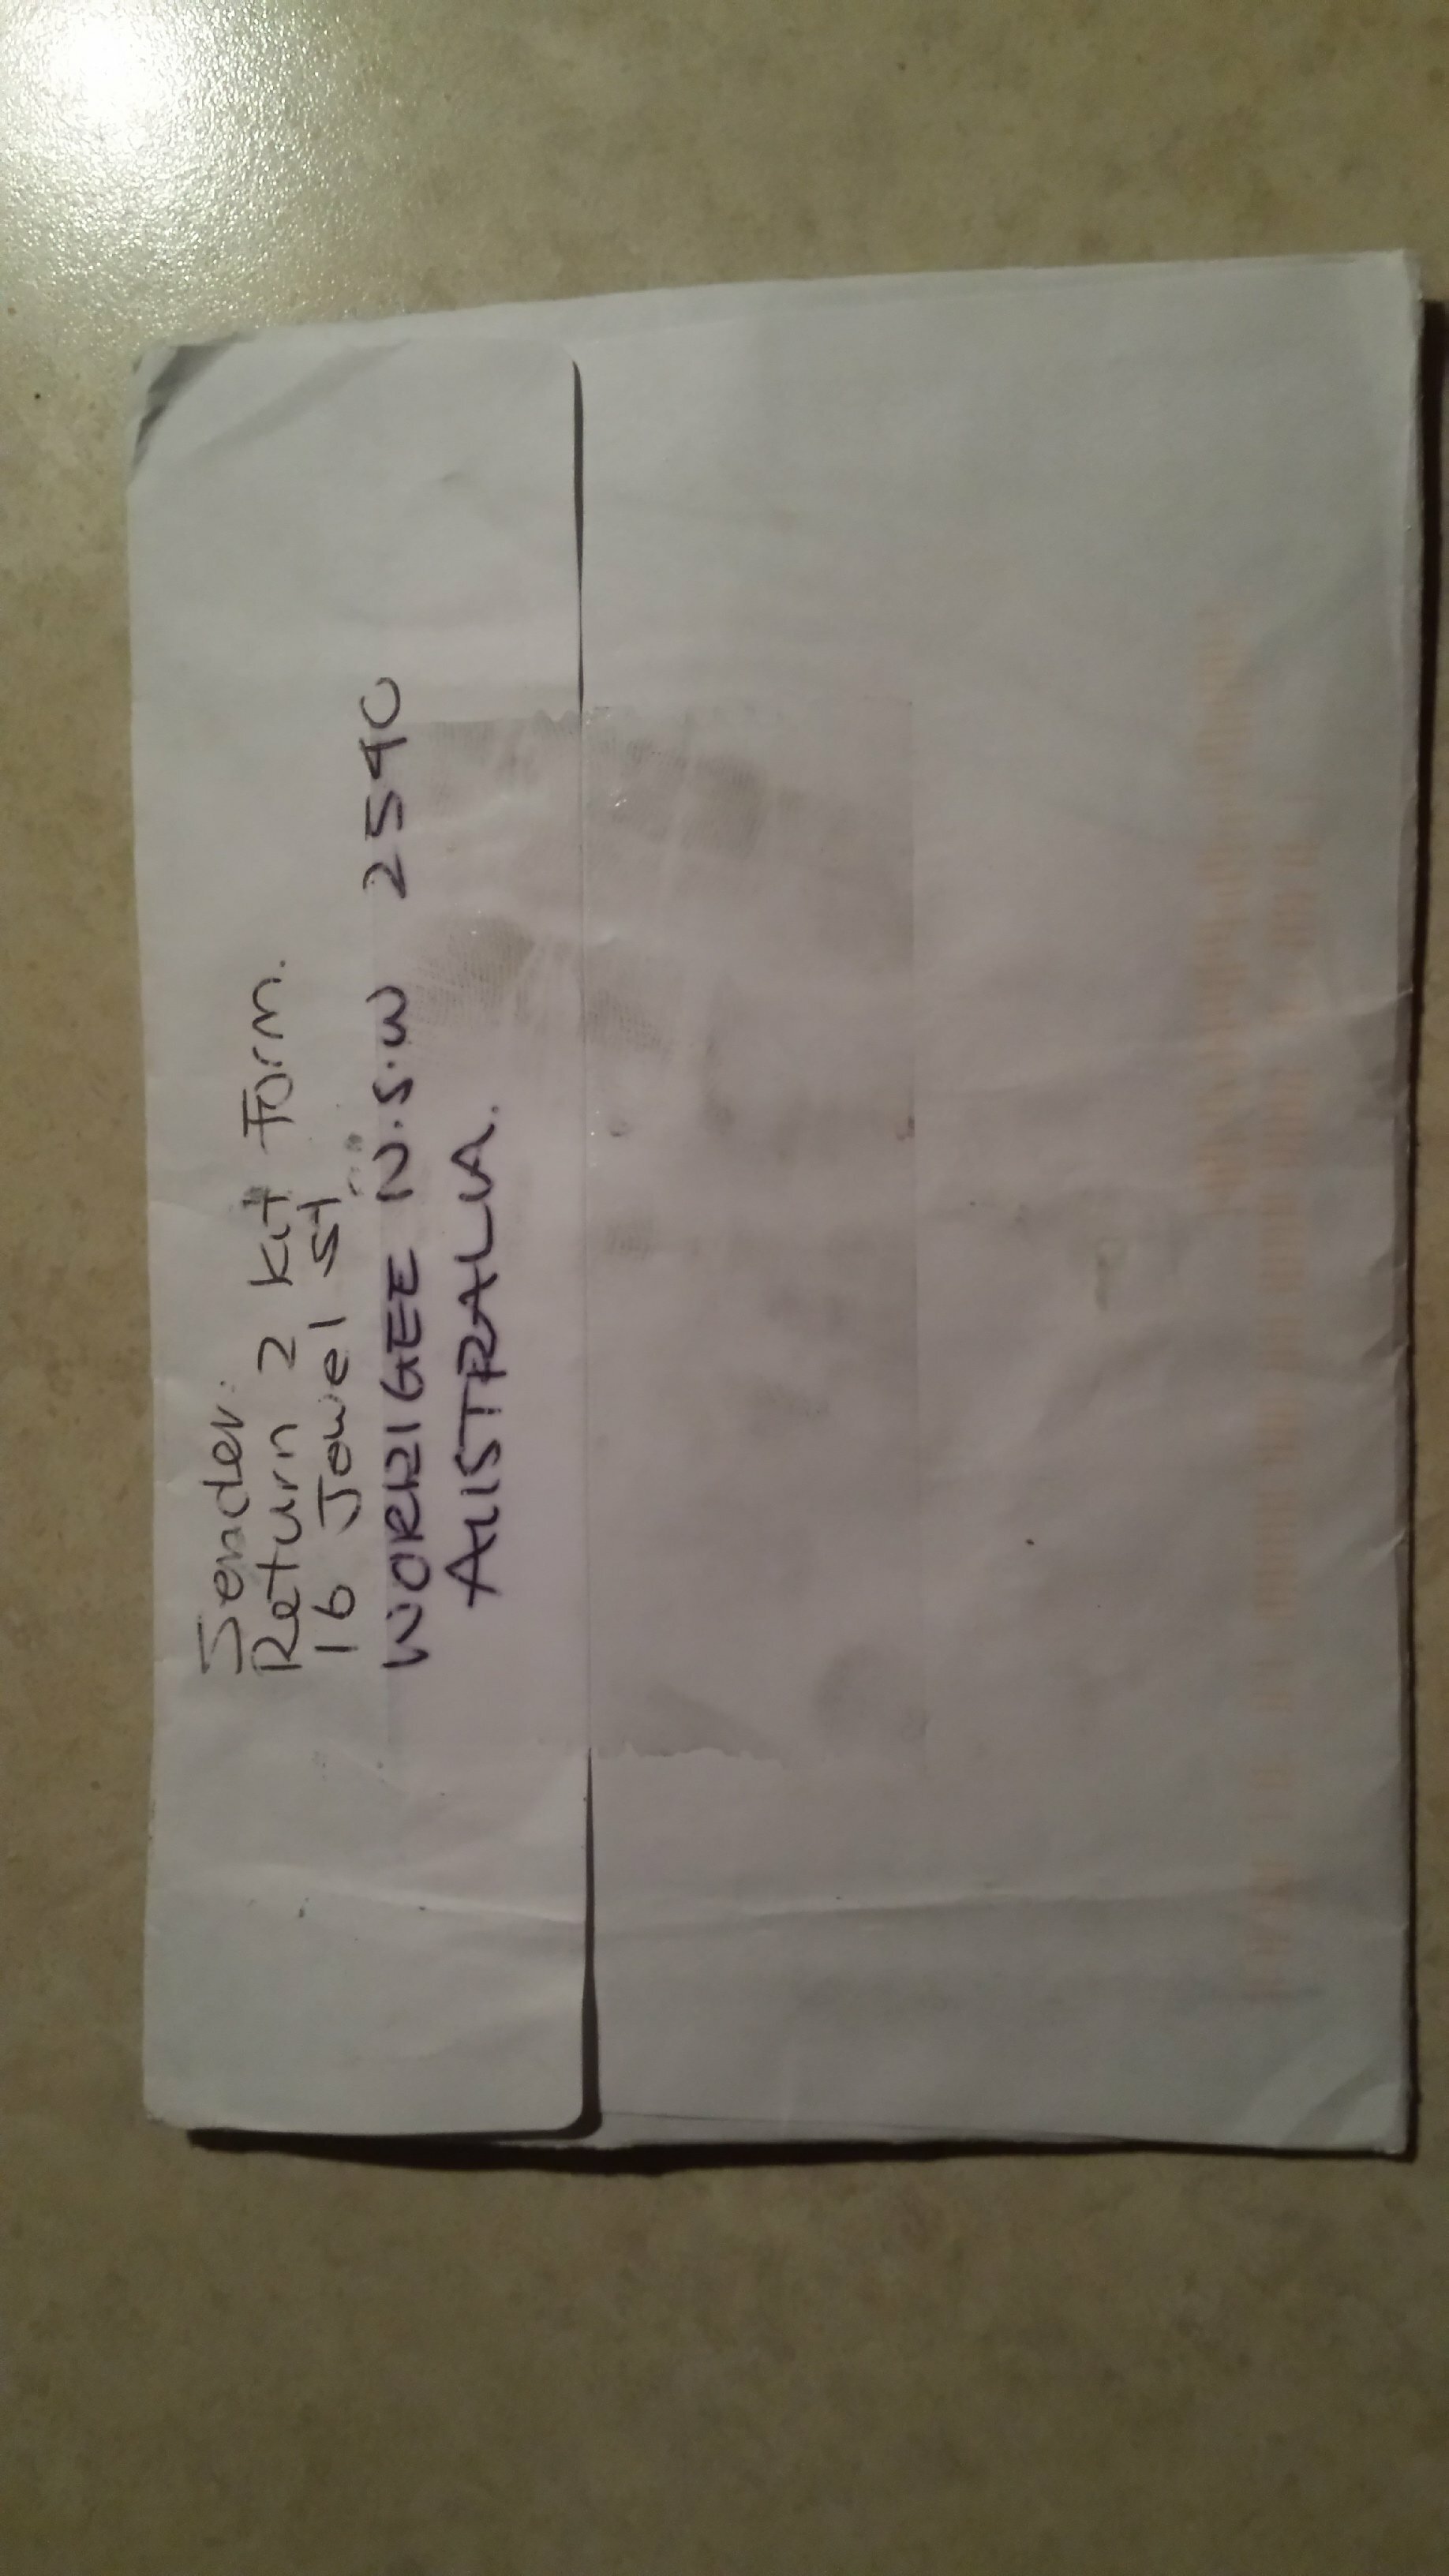 Sender:
Return 2 Kit Form.
16 Jewel St
WORRIGEE N.S.W 2540
AUSTRALIA.